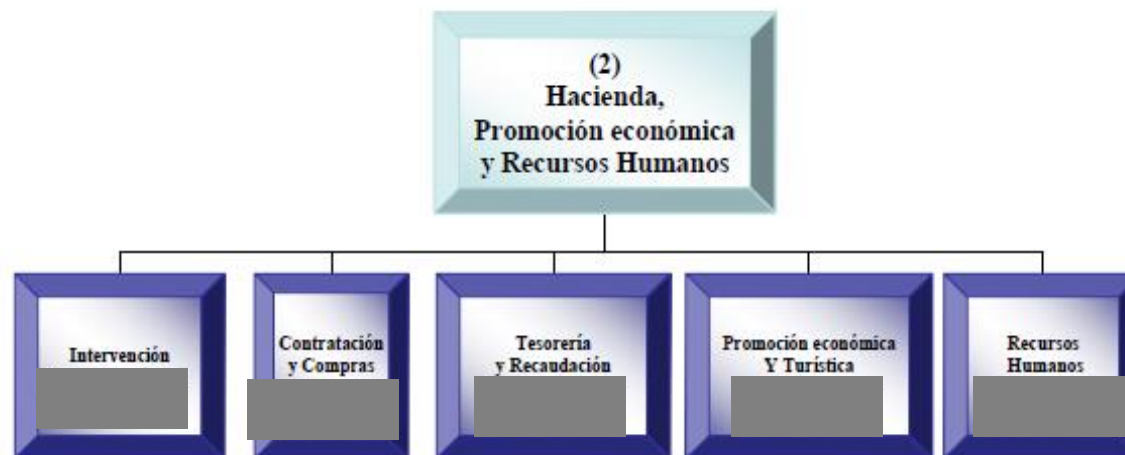 (2)
Hacienda,
Promoción económica
y Recursos Humanos
Intervención
Contratación
y Compras
Tesorería
y Recaudación
Promoción económica
Y Turística
Recursos
Humanos